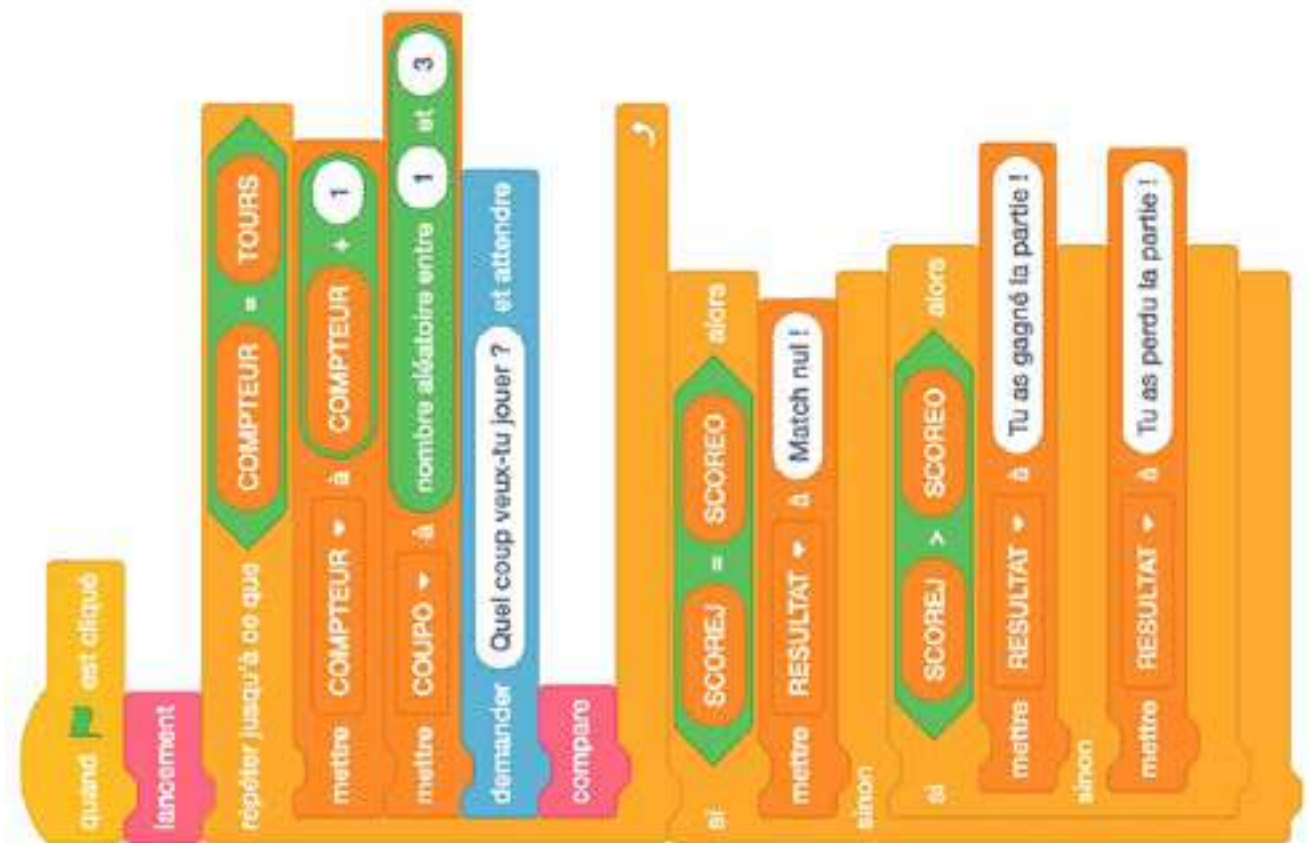 quand est cliqué
lancement
répéter jusqu'à ce que COMPTEUR = TOURS
mettre COMPTEUR à COMPTEUR + 1
mettre COUPO à nombre aléatoire entre 1 et 3
demander Quel coup veux-tu jouer ? et attendre
compare
si SCOREJ = SCOREO alors
mettre RESULTAT à Match nul !
sinon
si SCOREJ > SCOREO alors
mettre RESULTAT à Tu as gagné la partie !
sinon
mettre RESULTAT à Tu as perdu la partie !